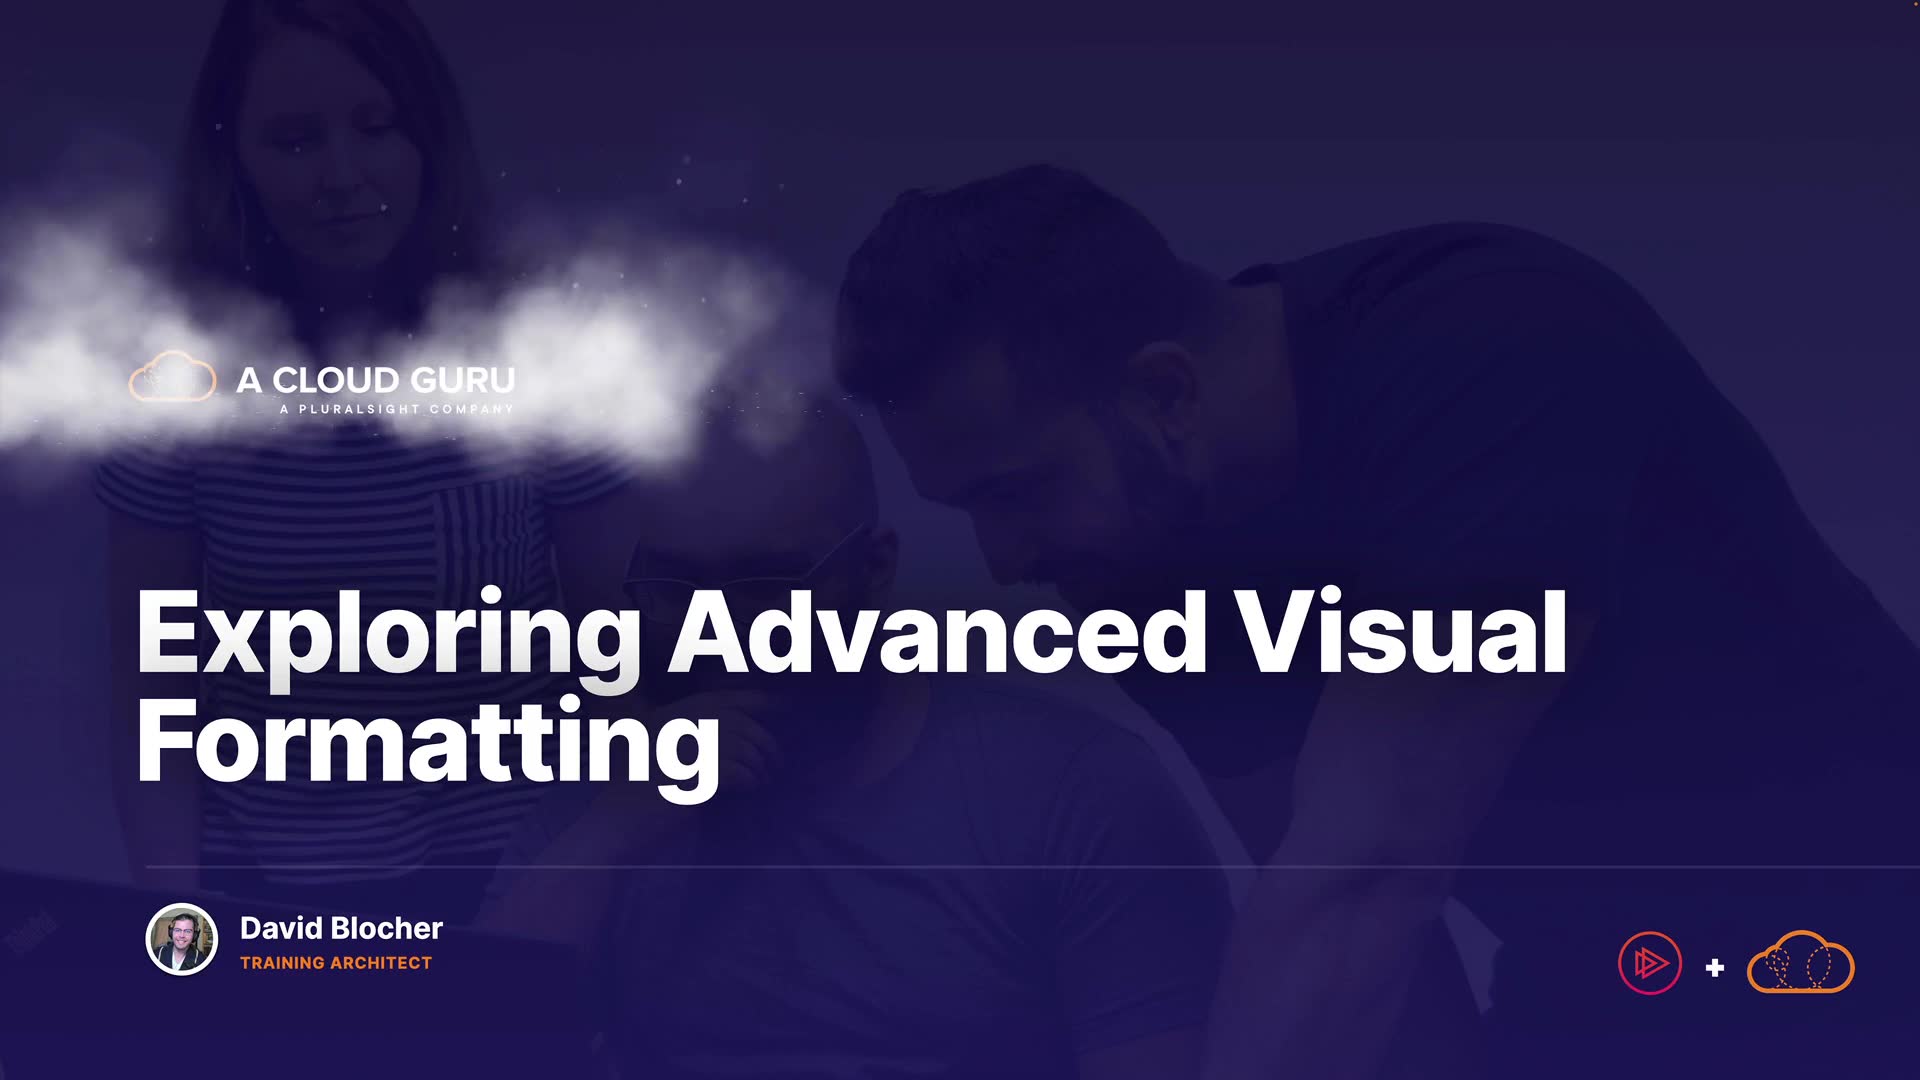 A CLOUD GURU
A PLURALSIGHT COMPANY
Exploring Advanced Visual
Formatting
David Blocher
TRAINING ARCHITECT
+